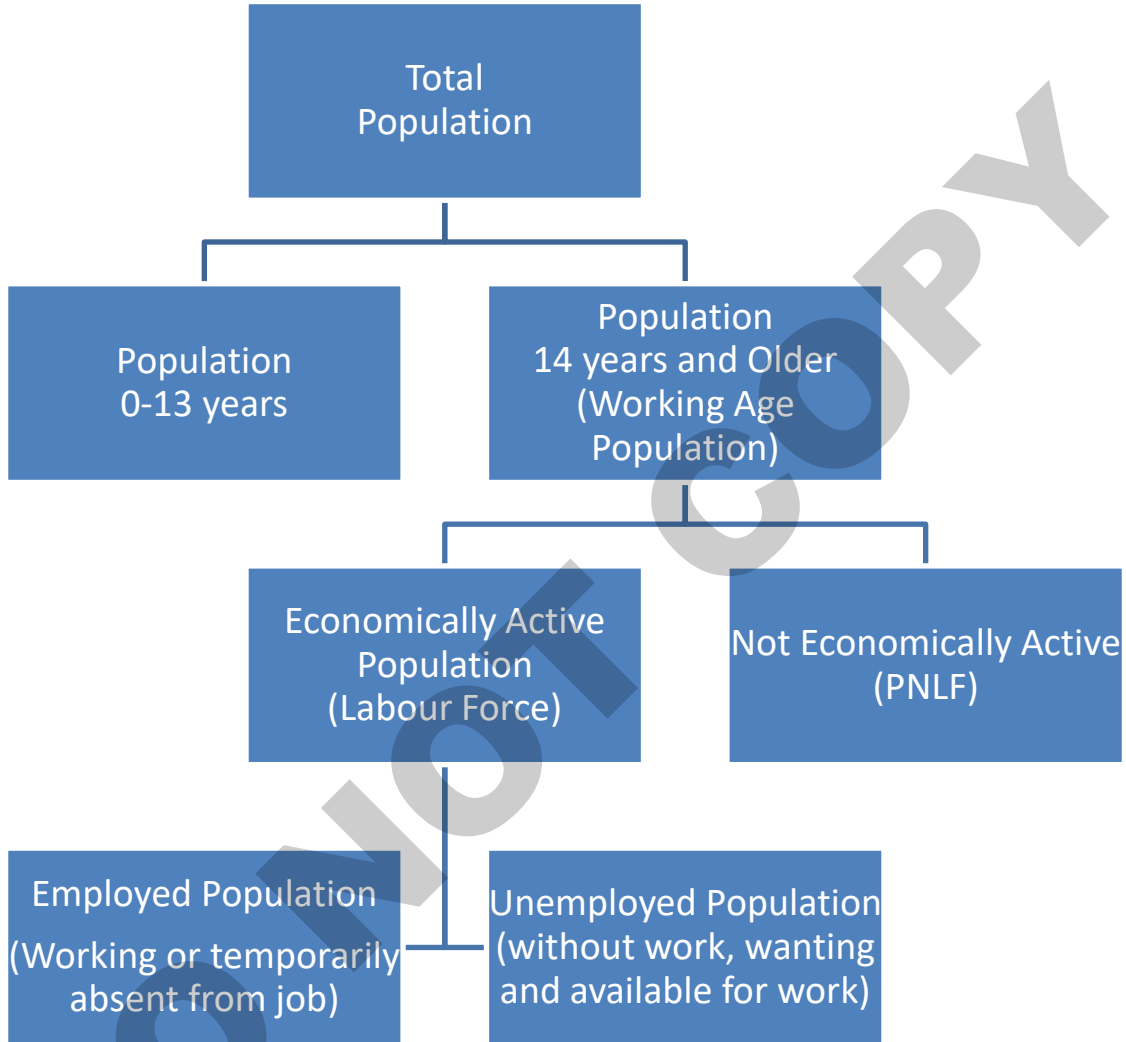 Total
Population
Population
0-13 years
Population
14 years and Older
(Working Age
Population)
Economically Active
Population
(Labour Force)
Not Economically Active
(PNLF)
Employed Population
(Working or temporarily
absent from job)
Unemployed Population
(without work, wanting
and available for work)
O NOT COPY